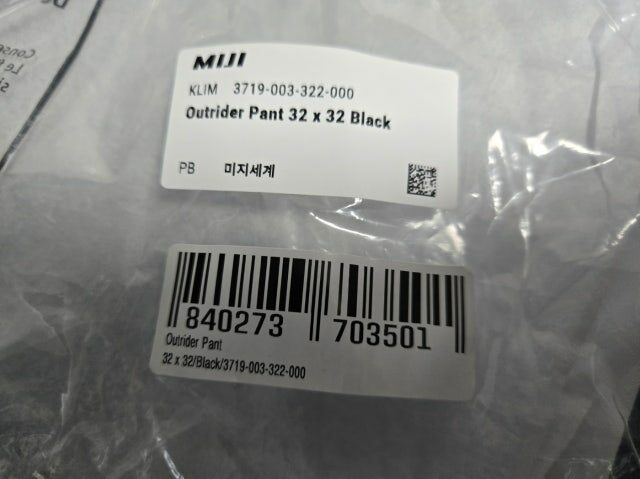 MIJI
KLIM 3719-003-322-000
Outrider Pant 32 x 32 Black
PB 미지세계
840273 703501
Outrider Pant
32 x 32/Black/3719-003-322-000